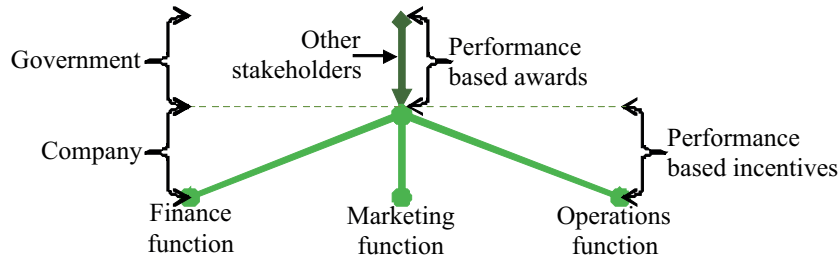 Government
Other
stakeholders
Performance
based awards
Company
Performance
based incentives
Finance
function
Marketing
function
Operations
function